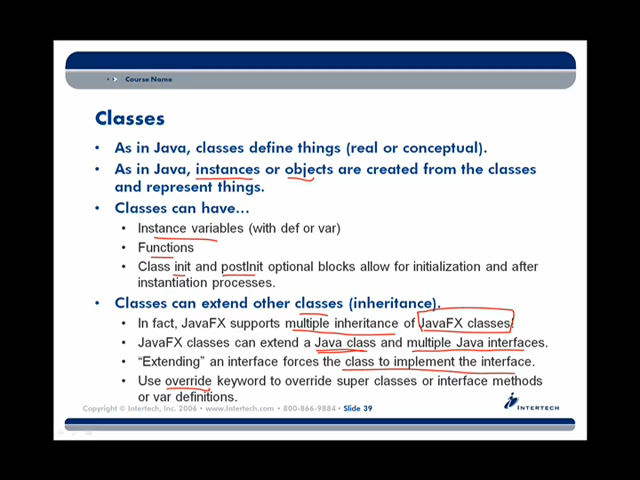 Course Name
Classes
• As in Java, classes define things (real or conceptual).
• As in Java, instances or objects are created from the classes
and represent things.
• Classes can have…
• Instance variables (with def or var)
• Functions
• Class init and postInit optional blocks allow for initialization and after
instantiation processes.
• Classes can extend other classes (inheritance).
• In fact, JavaFX supports multiple inheritance of JavaFX classes.
• JavaFX classes can extend a Java class and multiple Java interfaces.
• “Extending” an interface forces the class to implement the interface.
• Use override keyword to override super classes or interface methods
or var definitions.
Copyright © Intertech, Inc. 2006 • www.Intertech.com • 800-866-9884 • Slide 39
INTERTECH